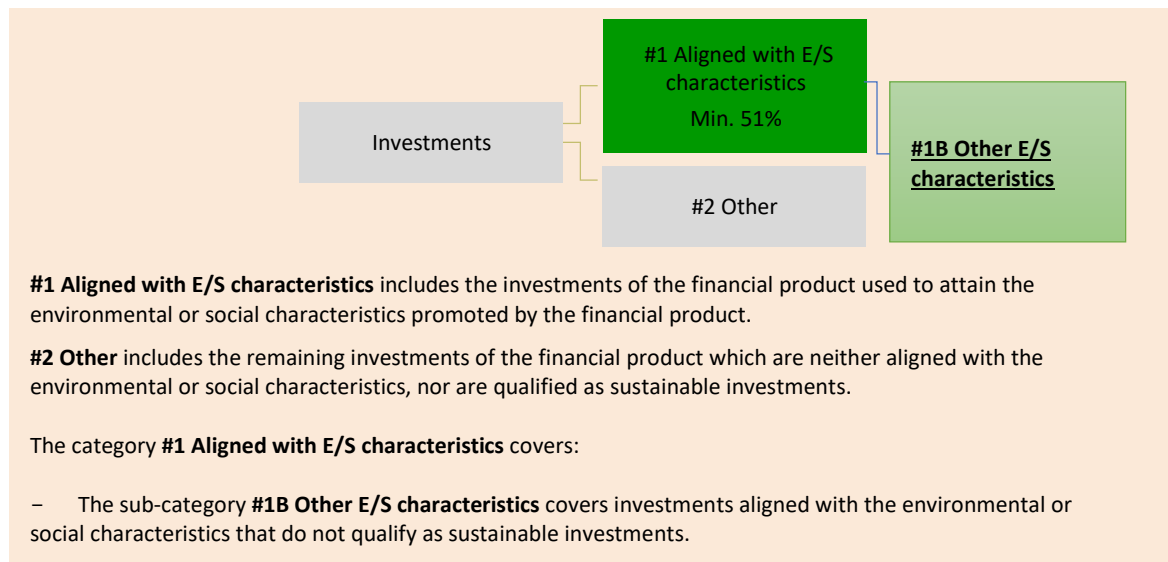 #1 Aligned with E/S
characteristics
Min. 51%
Investments
#1B Other E/S
characteristics
#2 Other
#1 Aligned with E/S characteristics includes the investments of the financial product used to attain the
environmental or social characteristics promoted by the financial product.
#2 Other includes the remaining investments of the financial product which are neither aligned with the
environmental or social characteristics, nor are qualified as sustainable investments.
The category #1 Aligned with E/S characteristics covers:
− The sub-category #1B Other E/S characteristics covers investments aligned with the environmental or
social characteristics that do not qualify as sustainable investments.